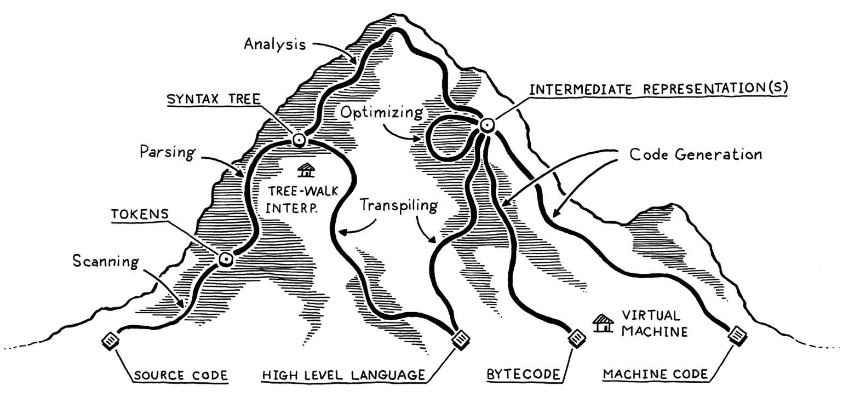 Analysis
INTERMEDIATE REPRESENTATION(S)
SYNTAX TREE
Optimizing
Parsing
Code Generation
TREE-WALK
INTERP.
Transpiling
TOKENS
Scanning
VIRTUAL
MACHINE
SOURCE CODE
HIGH LEVEL LANGUAGE
BYTECODE
MACHINE CODE